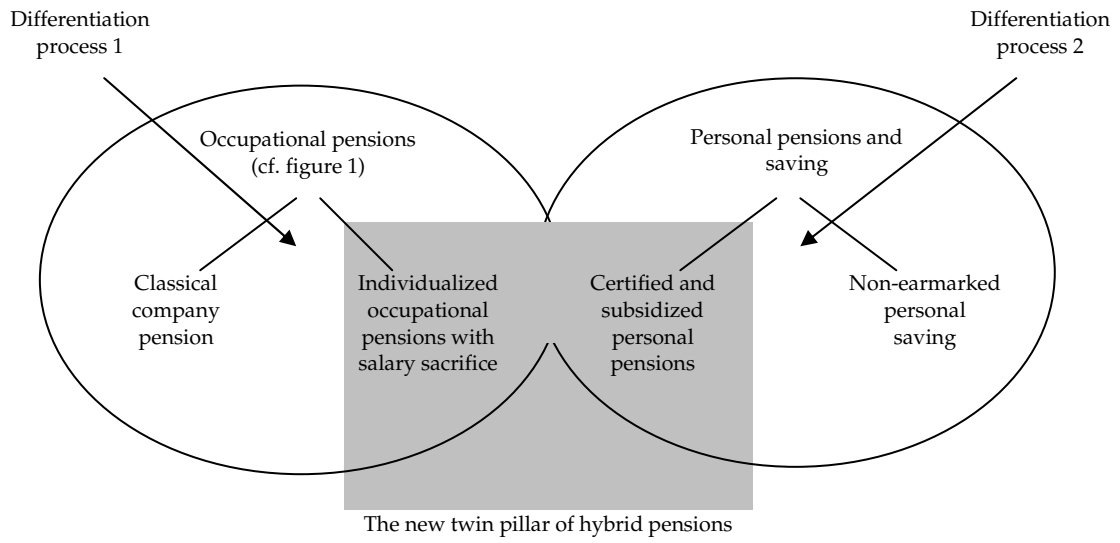 Differentiation
process 1
Differentiation
process 2
Occupational pensions
(cf. figure 1)
Personal pensions and
saving
Classical
company
pension
Individualized
occupational
pensions with
salary sacrifice
Certified and
subsidized
personal
pensions
Non-earmarked
personal
saving
The new twin pillar of hybrid pensions